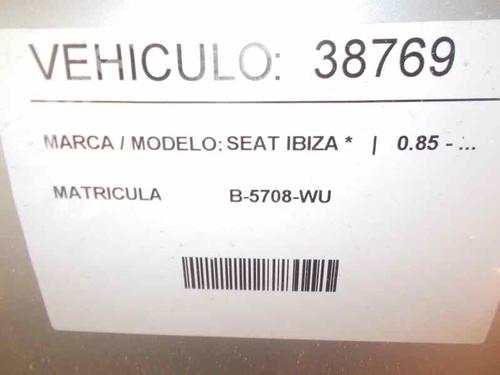 VEHICULO: 38769
MARCA / MODELO: SEAT IBIZA * | 0.85 - ...
MATRICULA B-5708-WU